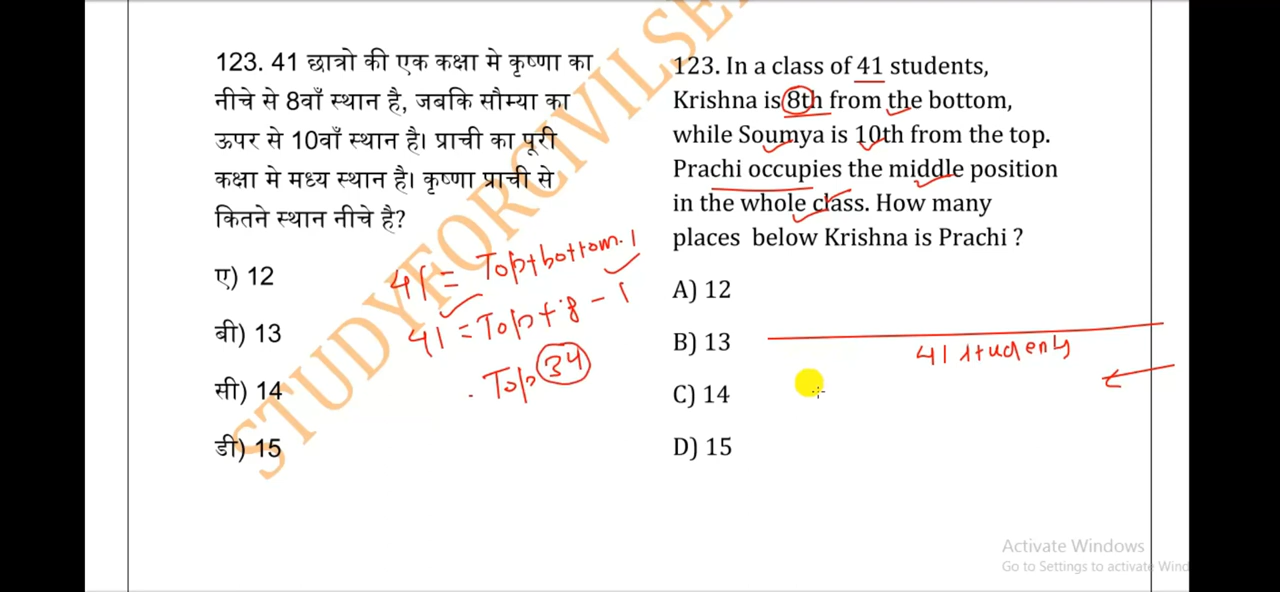 123. 41 छात्रो की एक कक्षा मे कृष्णा का
नीचे से 8वाँ स्थान है, जबकि सौम्या का
ऊपर से 10वाँ स्थान है। प्राची का पूरी
कक्षा मे मध्य स्थान है। कृष्णा प्राची से
कितने स्थान नीचे है?
ए) 12
बी) 13
सी) 14
डी) 15
41 = Top+bottom-1
41 = Top + 8 - 1
Top 34
123. In a class of 41 students,
Krishna is 8th from the bottom,
while Soumya is 10th from the top.
Prachi occupies the middle position
in the whole class. How many
places below Krishna is Prachi ?
A) 12
B) 13
C) 14
D) 15
41 students
STUDYFORCIVILSE
Activate Windows
Go to Settings to activate Wind